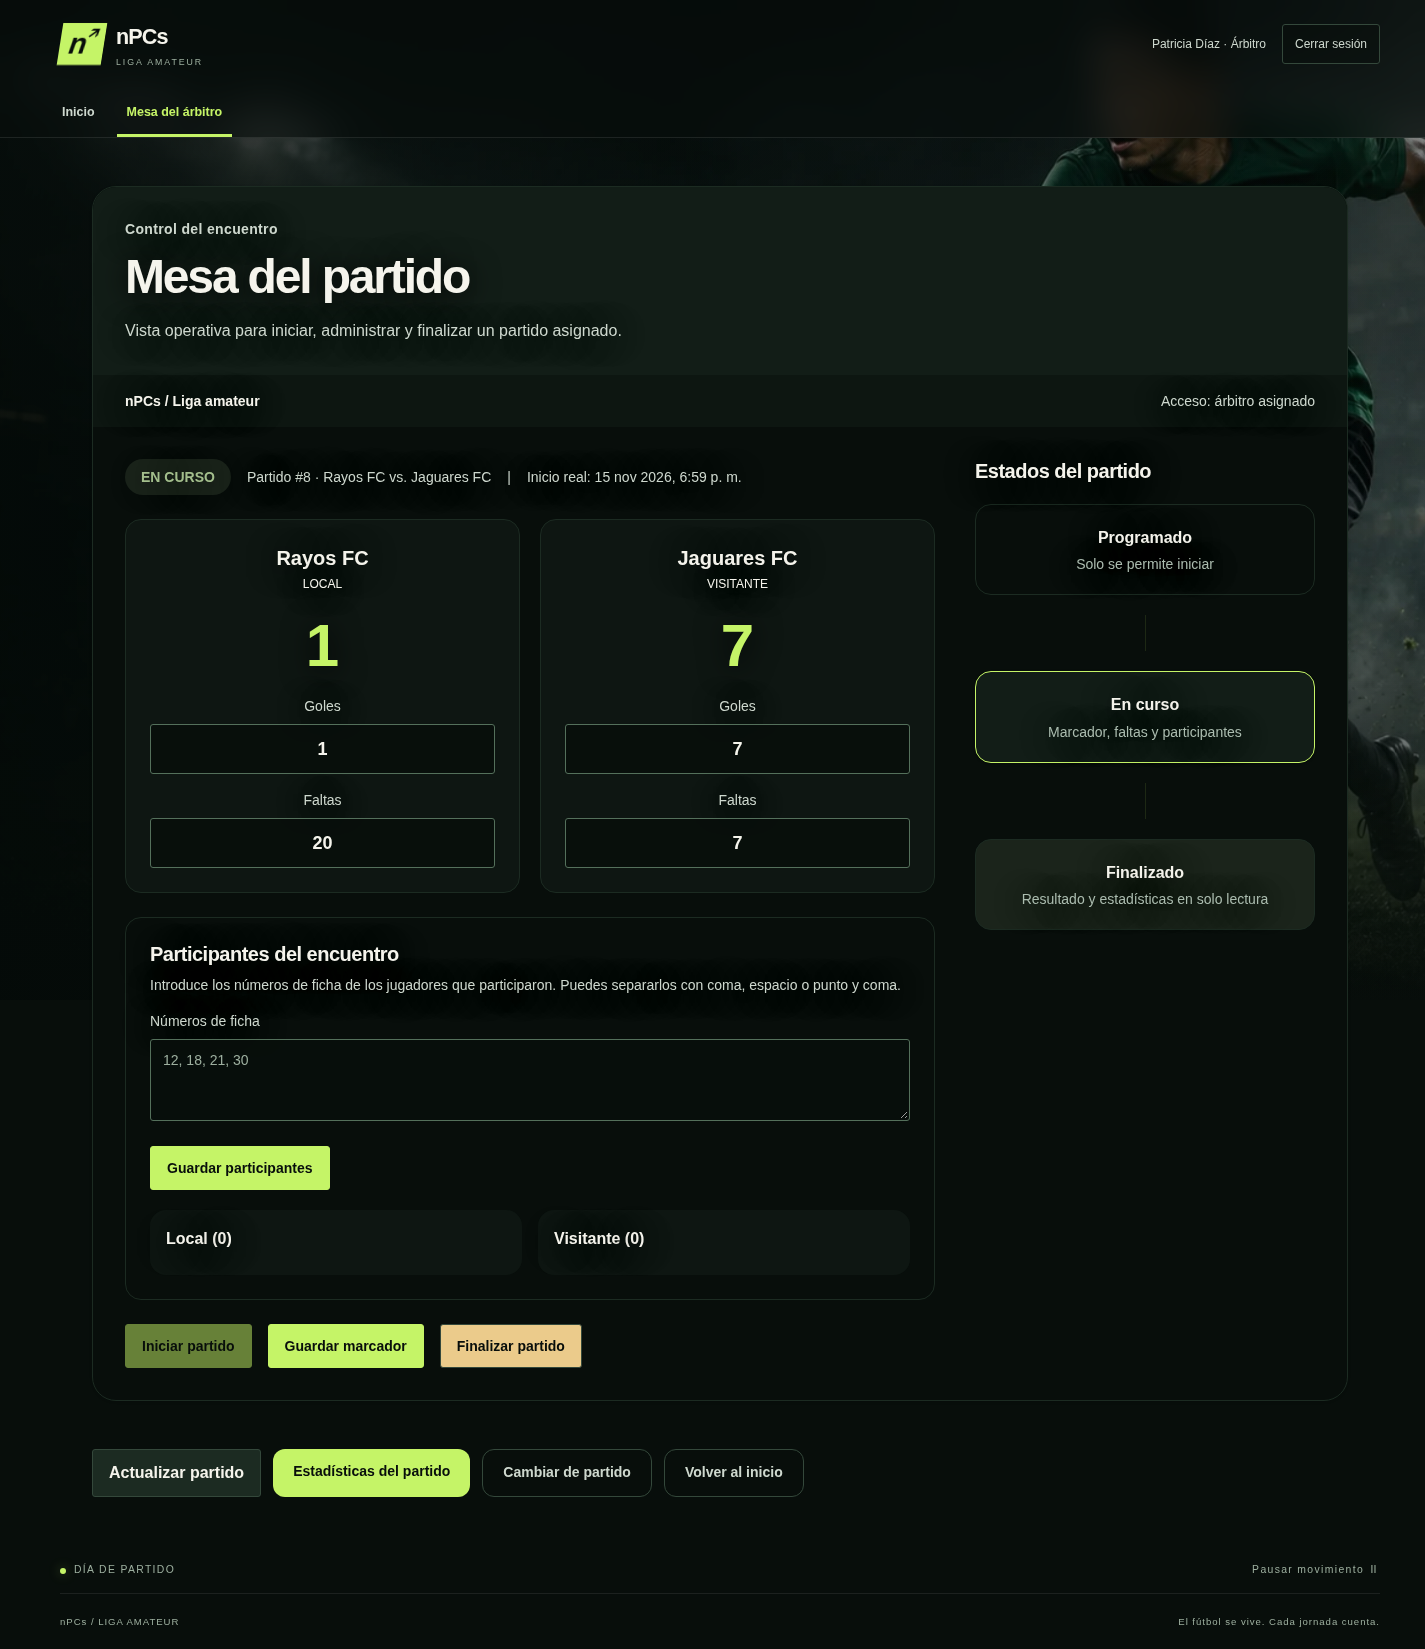 n
nPCs
LIGA AMATEUR
Patricia Díaz · Árbitro
Cerrar sesión
Inicio
Mesa del árbitro
Control del encuentro
Mesa del partido
Vista operativa para iniciar, administrar y finalizar un partido asignado.
nPCs / Liga amateur
Acceso: árbitro asignado
EN CURSO
Partido #8 · Rayos FC vs. Jaguares FC | Inicio real: 15 nov 2026, 6:59 p. m.
Rayos FC
LOCAL
1
Goles
1
Faltas
20
Jaguares FC
VISITANTE
7
Goles
7
Faltas
7
Participantes del encuentro
Introduce los números de ficha de los jugadores que participaron. Puedes separarlos con coma, espacio o punto y coma.
Números de ficha
12, 18, 21, 30
Guardar participantes
Local (0)
Visitante (0)
Iniciar partido
Guardar marcador
Finalizar partido
Estados del partido
Programado
Solo se permite iniciar
En curso
Marcador, faltas y participantes
Finalizado
Resultado y estadísticas en solo lectura
Actualizar partido
Estadísticas del partido
Cambiar de partido
Volver al inicio
DÍA DE PARTIDO
Pausar movimiento
nPCs / LIGA AMATEUR
El fútbol se vive. Cada jornada cuenta.